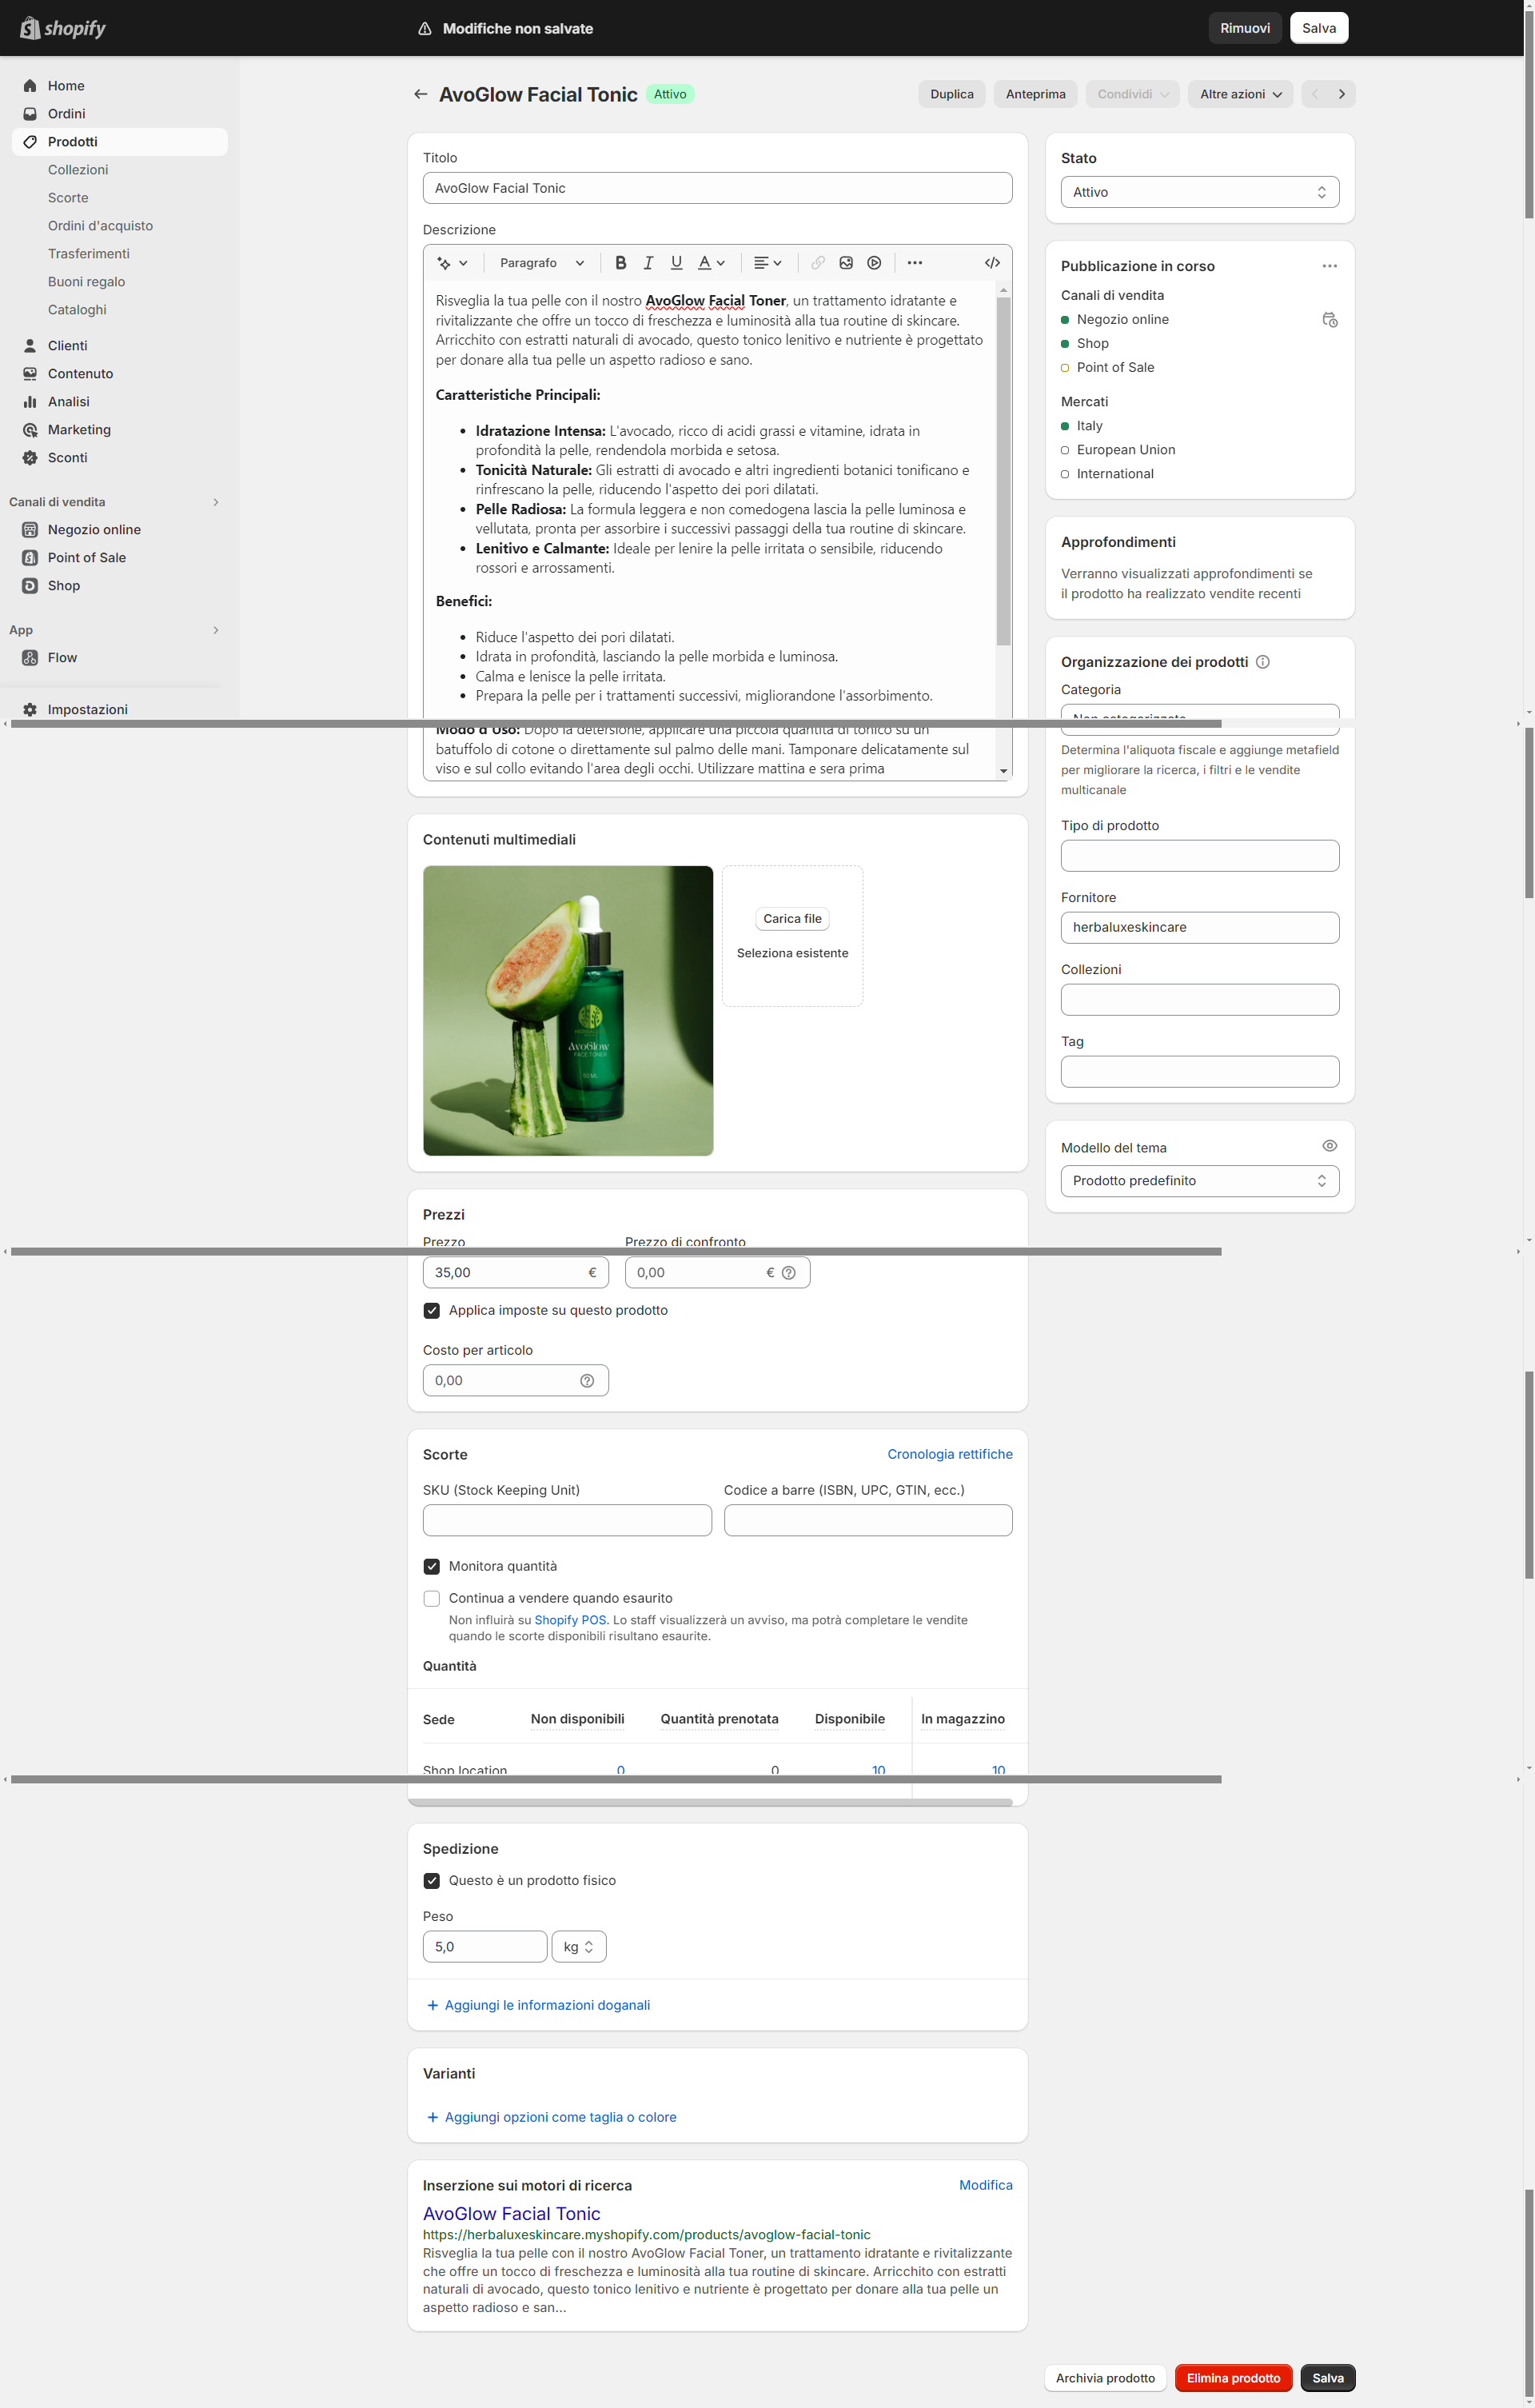 shopify
Modifiche non salvate
Rimuovi
Salva
Home
Ordini
Prodotti
Collezioni
Scorte
Ordini d'acquisto
Trasferimenti
Buoni regalo
Cataloghi
Clienti
Contenuto
Analisi
Marketing
Sconti
Canali di vendita
Negozio online
Point of Sale
Shop
App
Flow
Impostazioni
AvoGlow Facial Tonic
Attivo
Duplica
Anteprima
Condividi
Altre azioni
Titolo
AvoGlow Facial Tonic
Descrizione
Paragrafo
B I U A
Risveglia la tua pelle con il nostro AvoGlow Facial Toner, un trattamento idratante e
rivitalizzante che offre un tocco di freschezza e luminosità alla tua routine di skincare.
Arricchito con estratti naturali di avocado, questo tonico lenitivo e nutriente è progettato
per donare alla tua pelle un aspetto radioso e sano.
Caratteristiche Principali:
• Idratazione Intensa: L'avocado, ricco di acidi grassi e vitamine, idrata in
profondità la pelle, rendendola morbida e setosa.
• Tonicità Naturale: Gli estratti di avocado e altri ingredienti botanici tonificano e
rinfrescano la pelle, riducendo l'aspetto dei pori dilatati.
• Pelle Radiosa: La formula leggera e non comedogena lascia la pelle luminosa e
vellutata, pronta per assorbire i successivi passaggi della tua routine di skincare.
• Lenitivo e Calmante: Ideale per lenire la pelle irritata o sensibile, riducendo
rossori e arrossamenti.
Benefici:
• Riduce l'aspetto dei pori dilatati.
• Idrata in profondità, lasciando la pelle morbida e luminosa.
• Calma e lenisce la pelle irritata.
• Prepara la pelle per i trattamenti successivi, migliorandone l'assorbimento.
Modo d'Uso: Dopo la detersione, applicare una piccola quantità di tonico su un
batuffolo di cotone o direttamente sul palmo delle mani. Tamponare delicatamente sul
viso e sul collo evitando l'area degli occhi. Utilizzare mattina e sera prima
Contenuti multimediali
AvoGlow
FACE TONER
50 ML
Carica file
Seleziona esistente
Prezzi
Prezzo
Prezzo di confronto
35,00 €
0,00 €
Applica imposte su questo prodotto
Costo per articolo
0,00
Scorte
Cronologia rettifiche
SKU (Stock Keeping Unit)
Codice a barre (ISBN, UPC, GTIN, ecc.)
Monitora quantità
Continua a vendere quando esaurito
Non influirà su Shopify POS. Lo staff visualizzerà un avviso, ma potrà completare le vendite
quando le scorte disponibili risultano esaurite.
Quantità
Sede Non disponibili Quantità prenotata Disponibile In magazzino
Shop location 0 0 10 10
Spedizione
Questo è un prodotto fisico
Peso
5,0 kg
+ Aggiungi le informazioni doganali
Varianti
+ Aggiungi opzioni come taglia o colore
Inserzione sui motori di ricerca
Modifica
AvoGlow Facial Tonic
https://herbaluxeskincare.myshopify.com/products/avoglow-facial-tonic
Risveglia la tua pelle con il nostro AvoGlow Facial Toner, un trattamento idratante e rivitalizzante
che offre un tocco di freschezza e luminosità alla tua routine di skincare. Arricchito con estratti
naturali di avocado, questo tonico lenitivo e nutriente è progettato per donare alla tua pelle un
aspetto radioso e san...
Stato
Attivo
Pubblicazione in corso
Canali di vendita
Negozio online
Shop
Point of Sale
Mercati
Italy
European Union
International
Approfondimenti
Verranno visualizzati approfondimenti se
il prodotto ha realizzato vendite recenti
Organizzazione dei prodotti
Categoria
Non categorizzato
Determina l'aliquota fiscale e aggiunge metafield
per migliorare la ricerca, i filtri e le vendite
multicanale
Tipo di prodotto
Fornitore
herbaluxeskincare
Collezioni
Tag
Modello del tema
Prodotto predefinito
Archivia prodotto
Elimina prodotto
Salva